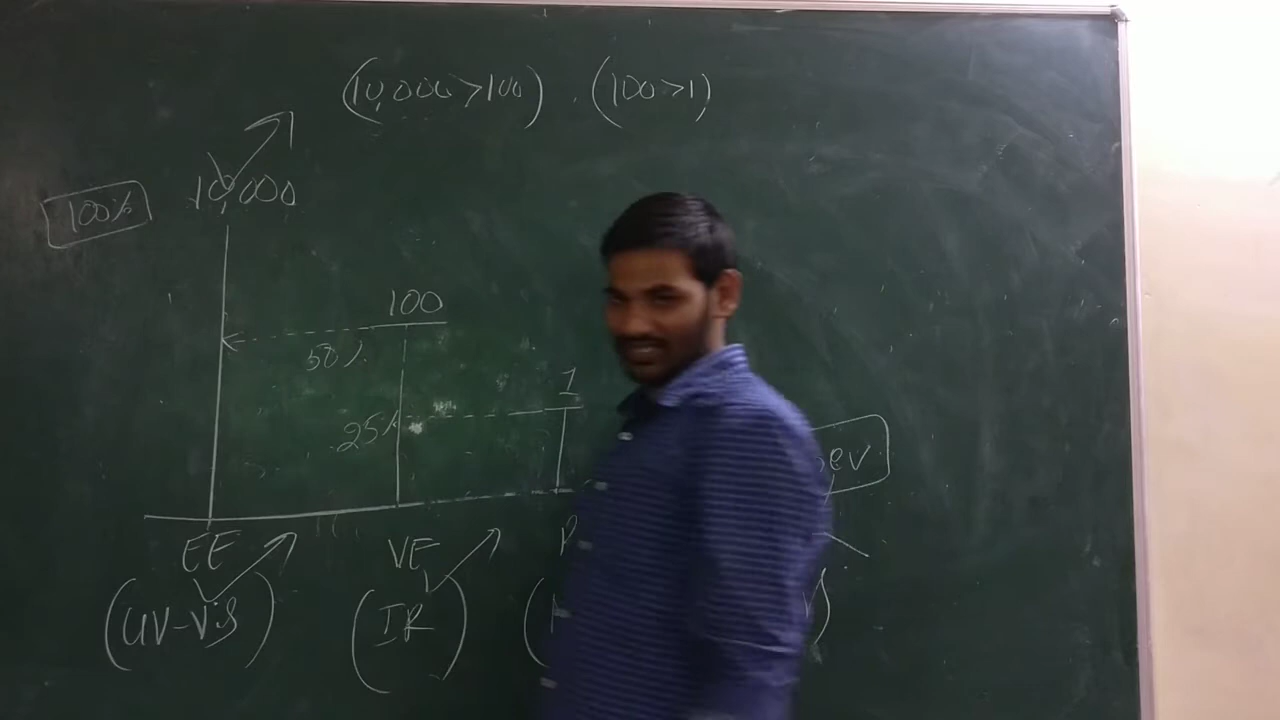 (10,000>100) . (100>1)
10,000
100%
100
50%
1
25%
ev
EE
VE
(UV-Vis)
(IR)